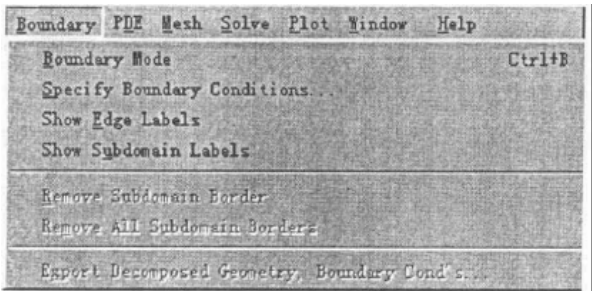 Boundary PDE Mesh Solve Plot Window Help
Boundary Mode Ctrl+B
Specify Boundary Conditions...
Show Edge Labels
Show Subdomain Labels
Remove Subdomain Border
Remove All Subdomain Borders
Export Decomposed Geometry, Boundary Cond's...